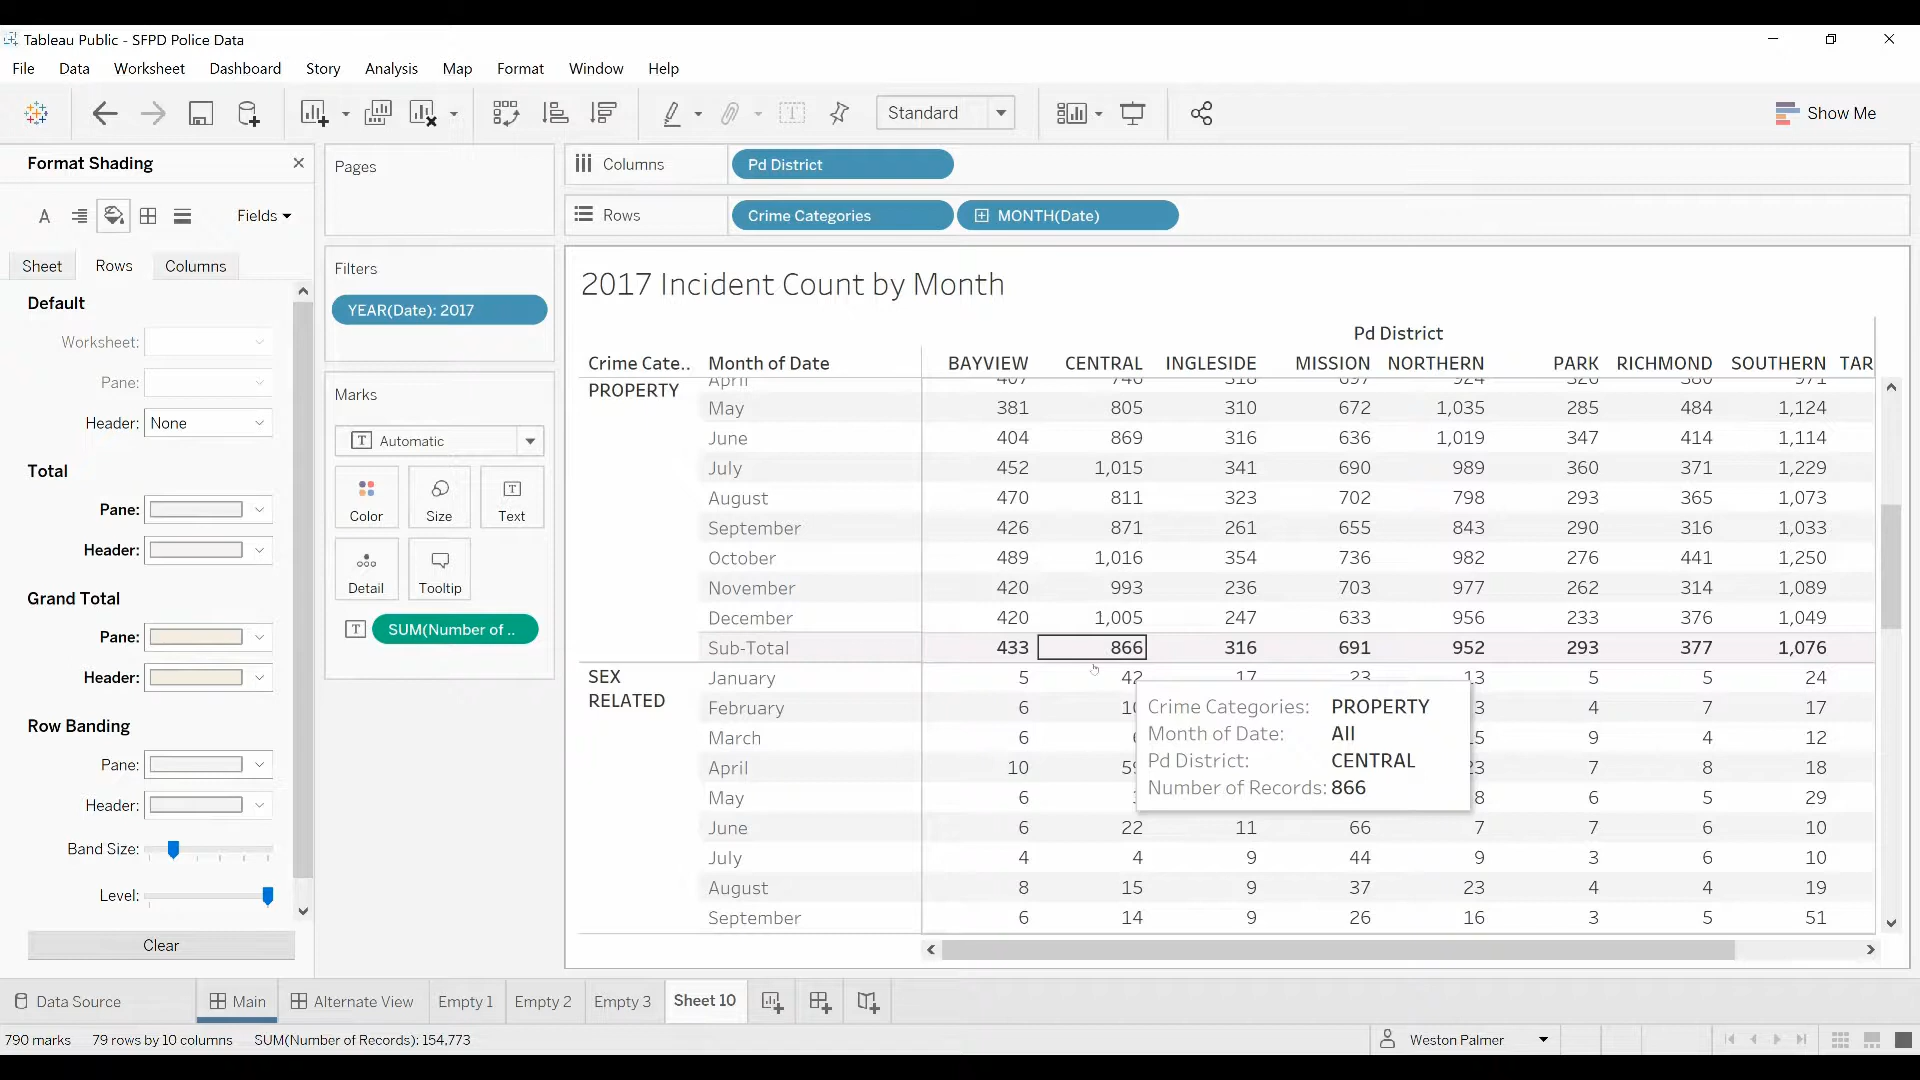 Tableau Public - SFPD Police Data
File Data Worksheet Dashboard Story Analysis Map Format Window Help
Standard
Show Me
Format Shading
Fields
Sheet Rows Columns
Default
Worksheet:
Pane:
Header: None
Total
Pane:
Header:
Grand Total
Pane:
Header:
Row Banding
Pane:
Header:
Band Size:
Level:
Clear
Pages
Filters
YEAR(Date): 2017
Marks
Automatic
Color Size Text
Detail Tooltip
SUM(Number of ..
Columns Pd District
Rows Crime Categories MONTH(Date)
2017 Incident Count by Month
Pd District
Crime Cate.. Month of Date BAYVIEW CENTRAL INGLESIDE MISSION NORTHERN PARK RICHMOND SOUTHERN TAR
PROPERTY April
May 381 805 310 672 1,035 285 484 1,124
June 404 869 316 636 1,019 347 414 1,114
July 452 1,015 341 690 989 360 371 1,229
August 470 811 323 702 798 293 365 1,073
September 426 871 261 655 843 290 316 1,033
October 489 1,016 354 736 982 276 441 1,250
November 420 993 236 703 977 262 314 1,089
December 420 1,005 247 633 956 233 376 1,049
Sub-Total 433 866 316 691 952 293 377 1,076
SEX RELATED January 5 42 17 23 13 5 5 24
February 6 4 7 17
March 6 9 4 12
April 10 7 8 18
May 6 6 5 29
June 6 22 11 66 7 7 6 10
July 4 4 9 44 9 3 6 10
August 8 15 9 37 23 4 4 19
September 6 14 9 26 16 3 5 51
Crime Categories: PROPERTY
Month of Date: All
Pd District: CENTRAL
Number of Records: 866
Data Source Main Alternate View Empty 1 Empty 2 Empty 3 Sheet 10
790 marks 79 rows by 10 columns SUM(Number of Records): 154,773
Weston Palmer